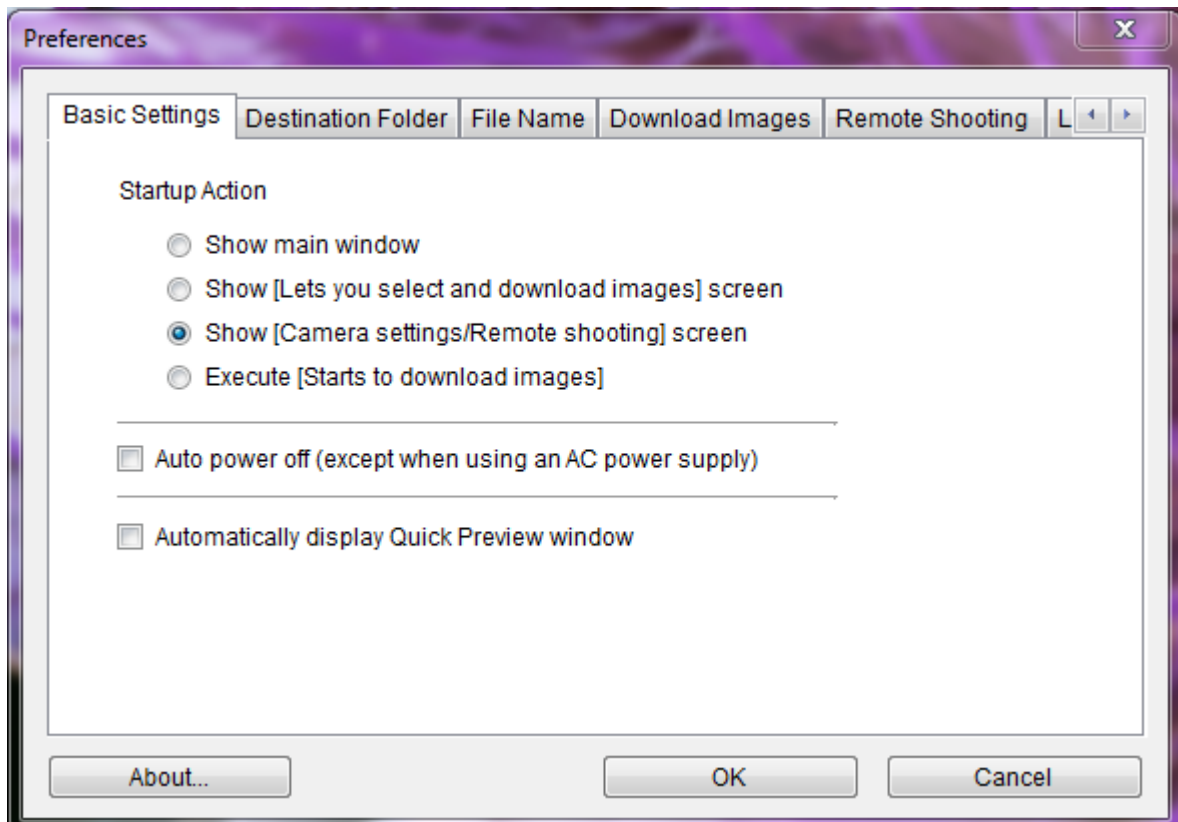 Preferences
X
Basic Settings Destination Folder File Name Download Images Remote Shooting L
Startup Action
Show main window
Show [Lets you select and download images] screen
Show [Camera settings/Remote shooting] screen
Execute [Starts to download images]
Auto power off (except when using an AC power supply)
Automatically display Quick Preview window
About... OK Cancel